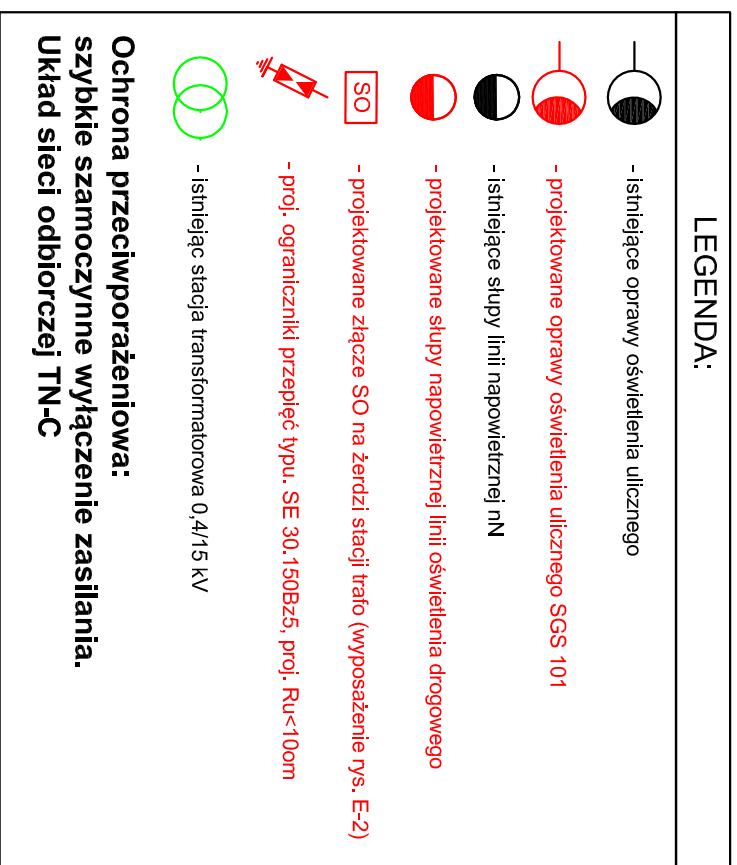 LEGENDA:
- istniejące oprawy oświetlenia ulicznego
- projektowane oprawy oświetlenia ulicznego SGS 101
- istniejące słupy linii napowietrznej nN
- projektowane słupy napowietrznej linii oświetlenia drogowego
SO - projektowane złącze SO na żerdzi stacji trafo (wyposażenie rys. E-2)
- proj. ograniczniki przepięć typu. SE 30.150Bz5, proj. Ru<10om
- istniejąc stacja transformatorowa 0,4/15 kV
Ochrona przeciwporażeniowa:
szybkie szamoczynne wyłączenie zasilania.
Układ sieci odbiorczej TN-C